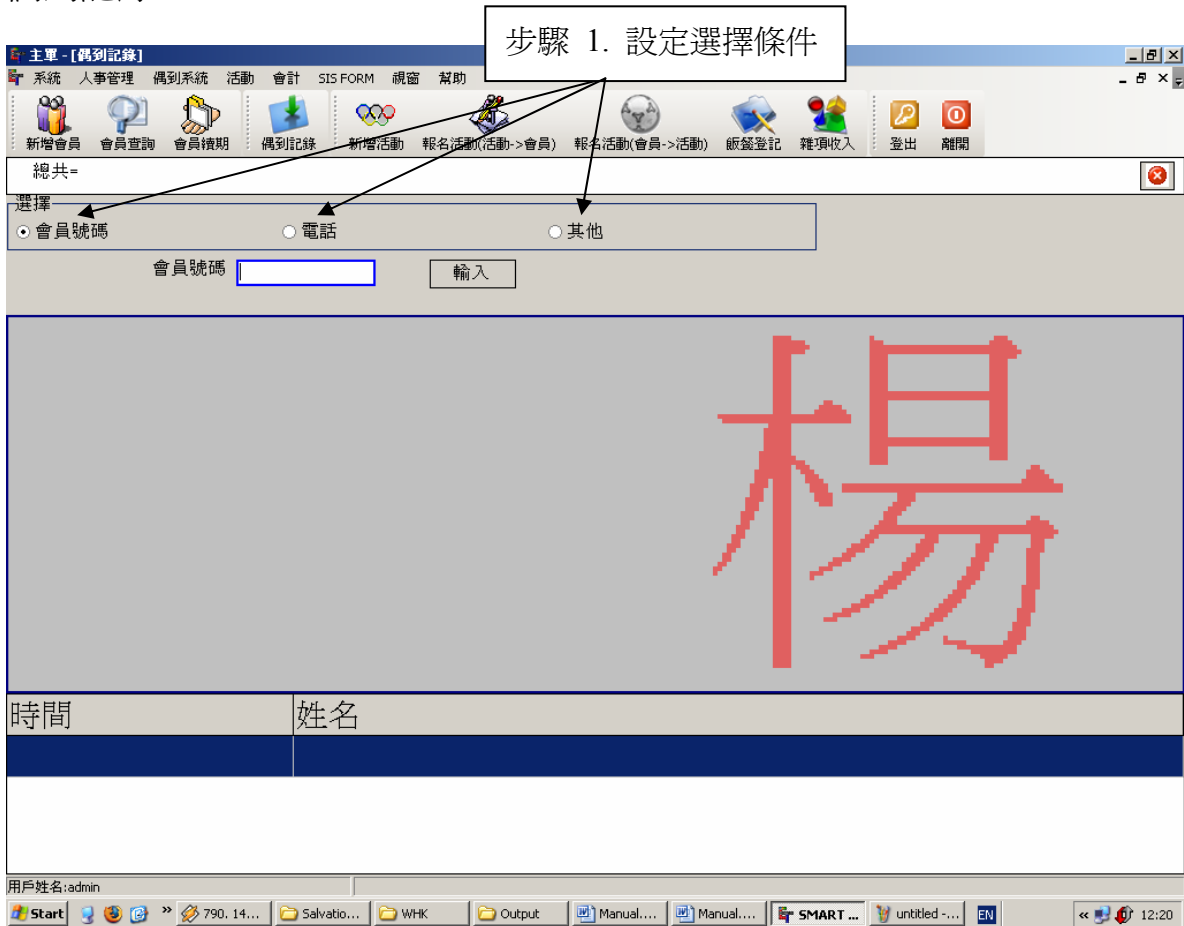 步驟 1. 設定選擇條件
主單 - [偶到記錄]
系統 人事管理 偶到系統 活動 會計 SIS FORM 視窗 幫助
新增會員 會員查詢 會員續期 偶到記錄 新增活動 報名活動(活動->會員) 報名活動(會員->活動) 飯餐登記 雜項收入 登出 離開
總共=
選擇
會員號碼 電話 其他
會員號碼 輸入
楊
時間 姓名
用戶姓名:admin
Start » 790. 14... Salvatio... WHK Output Manual.... Manual.... SMART ... untitled -... EN « 12:20